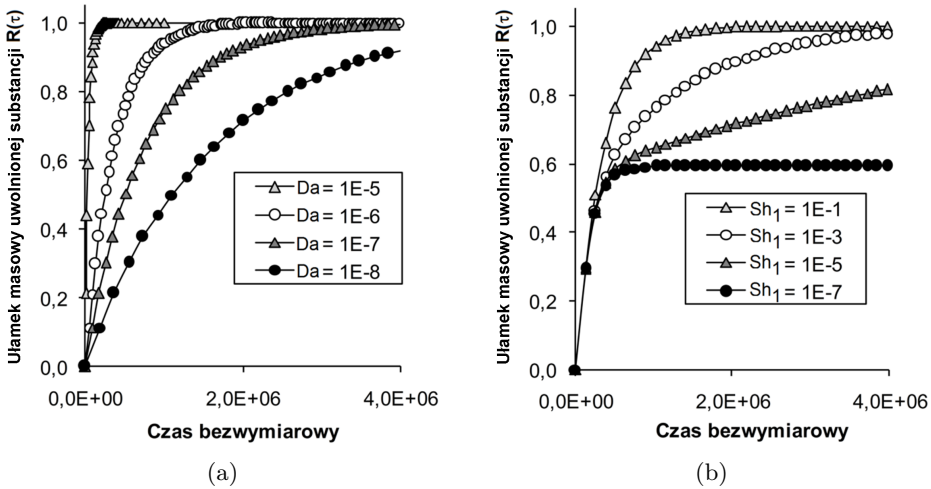 Ułamek masowy uwolnionej substancji R(τ)
1,0
0,8
0,6
0,4
0,2
0,0
Da = 1E-5
Da = 1E-6
Da = 1E-7
Da = 1E-8
0,0E+00 2,0E+06 4,0E+06
Czas bezwymiarowy
(a)
Ułamek masowy uwolnionej substancji R(τ)
1,0
0,8
0,6
0,4
0,2
0,0
Sh1 = 1E-1
Sh1 = 1E-3
Sh1 = 1E-5
Sh1 = 1E-7
0,0E+00 2,0E+06 4,0E+06
Czas bezwymiarowy
(b)